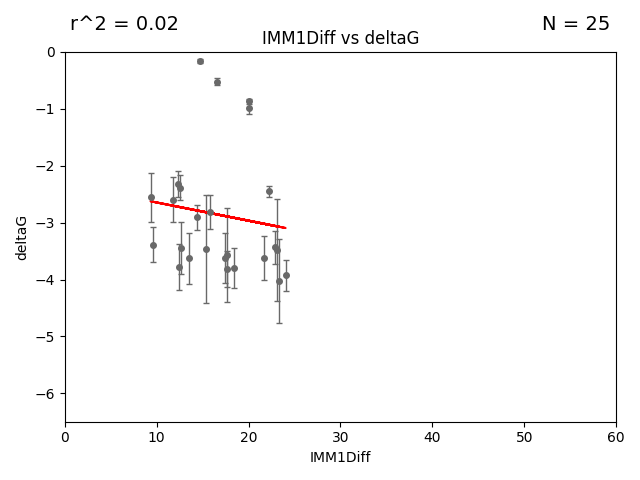 r^2 = 0.02
N = 25
IMM1Diff vs deltaG
0
−1
−2
−3
−4
−5
−6
deltaG
0 10 20 30 40 50 60
IMM1Diff